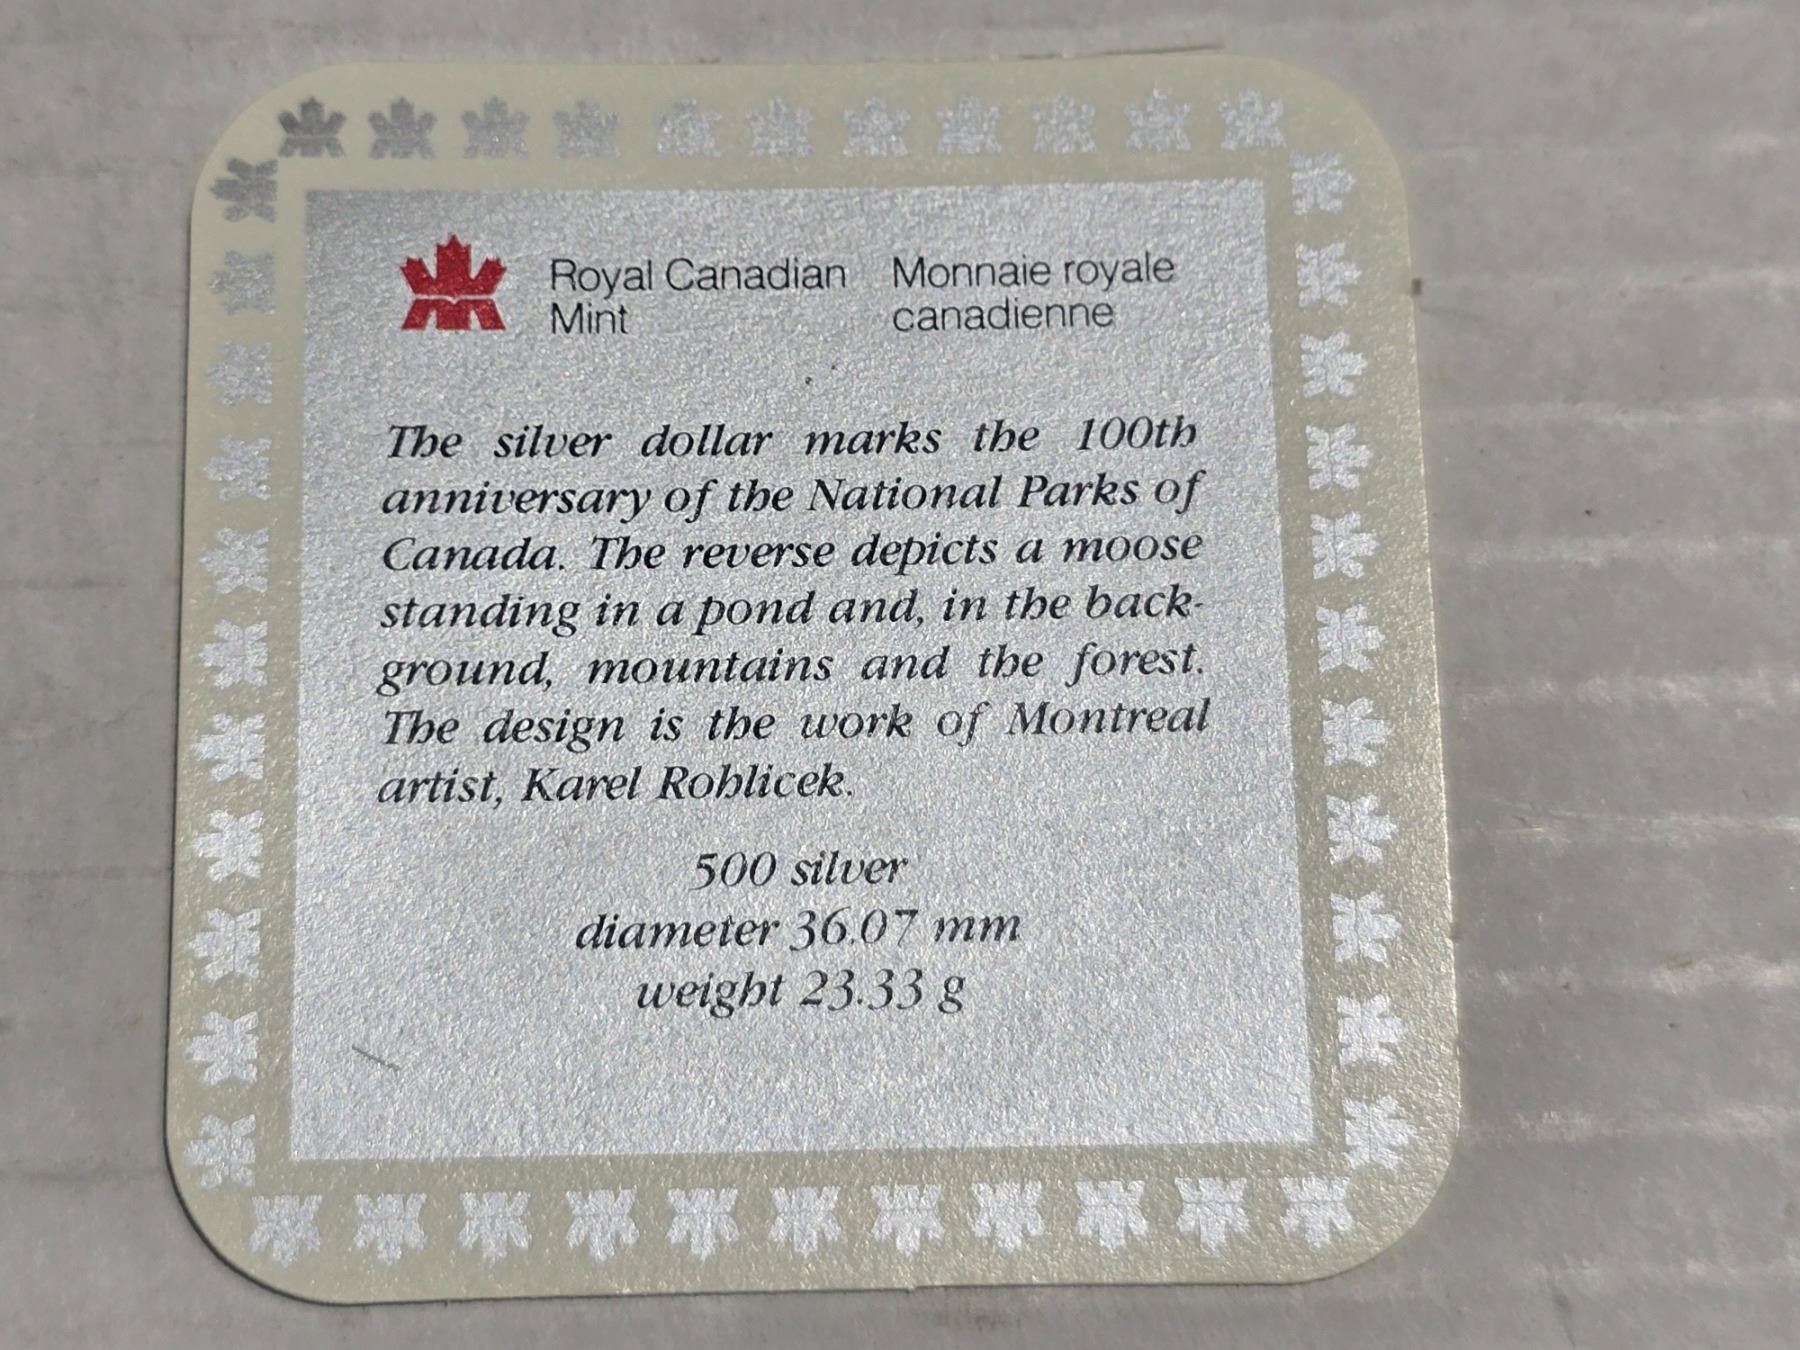 Royal Canadian Mint
Monnaie royale canadienne
The silver dollar marks the 100th
anniversary of the National Parks of
Canada. The reverse depicts a moose
standing in a pond and, in the back-
ground, mountains and the forest.
The design is the work of Montreal
artist, Karel Rohlicek.
500 silver
diameter 36.07 mm
weight 23.33 g